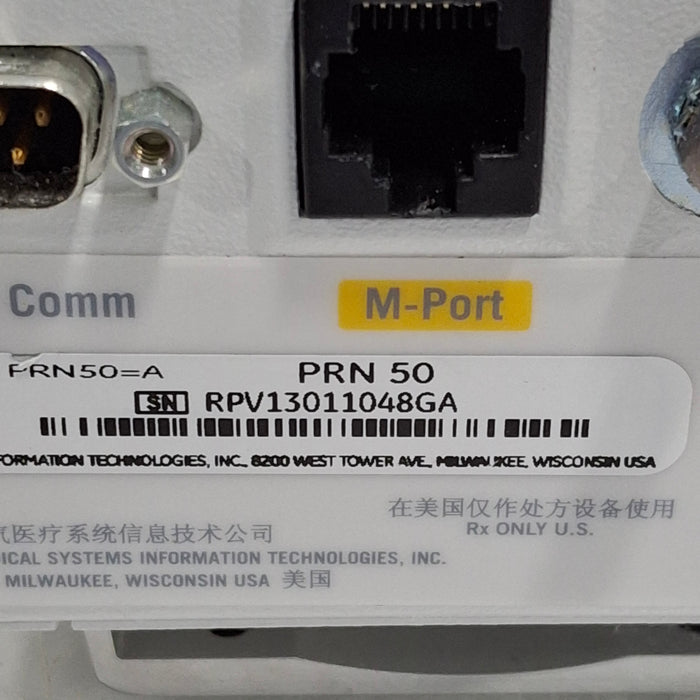 Comm
M-Port
PRN50=A PRN 50
SN RPV13011048GA
ORMATION TECHNOLOGIES, INC., 8200 WEST TOWER AVE., MILWAUKEE, WISCONSIN USA
在美国仅作处方设备使用
Rx ONLY U.S.
气医疗系统信息技术公司
ICAL SYSTEMS INFORMATION TECHNOLOGIES, INC.
MILWAUKEE, WISCONSIN USA 美国